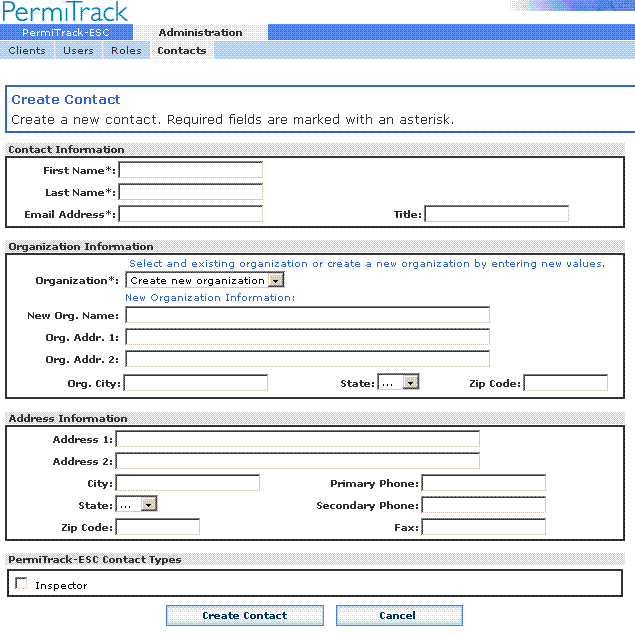 PermiTrack
PermiTrack-ESC Administration
Clients Users Roles Contacts
Create Contact
Create a new contact. Required fields are marked with an asterisk.
Contact Information
First Name*:
Last Name*:
Email Address*: Title:
Organization Information
Select and existing organization or create a new organization by entering new values.
Organization*: Create new organization
New Organization Information:
New Org. Name:
Org. Addr. 1:
Org. Addr. 2:
Org. City: State: ... Zip Code:
Address Information
Address 1:
Address 2:
City: Primary Phone:
State: ... Secondary Phone:
Zip Code: Fax:
PermiTrack-ESC Contact Types
Inspector
Create Contact Cancel